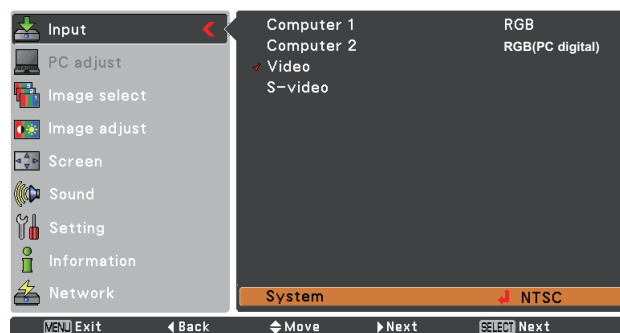 Input
PC adjust
Image select
Image adjust
Screen
Sound
Setting
Information
Network
Computer 1 RGB
Computer 2 RGB(PC digital)
Video
S-video
System NTSC
MENU Exit Back Move Next SELECT Next